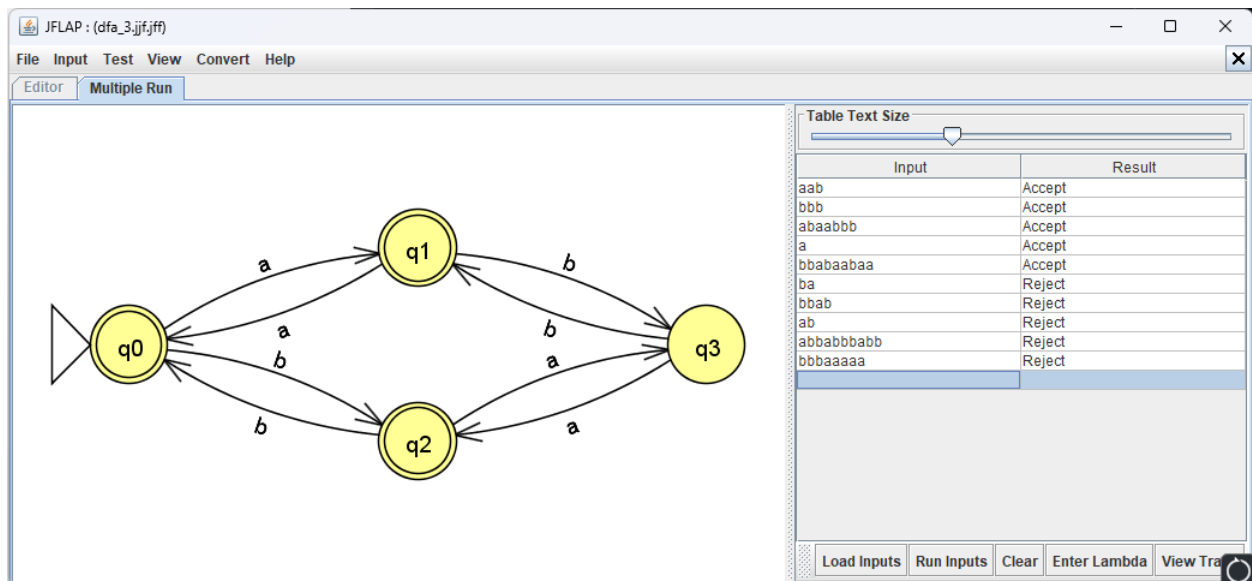 JFLAP : (dfa_3.jjf.jff)
File Input Test View Convert Help
Editor Multiple Run
Table Text Size
Input Result
aab Accept
bbb Accept
abaabbb Accept
a Accept
bbabaabaa Accept
ba Reject
bbab Reject
ab Reject
abbabbbabb Reject
bbbaaaaa Reject
q1
a
b
a
b
q0
q3
b
a
b
a
q2
Load Inputs Run Inputs Clear Enter Lambda View